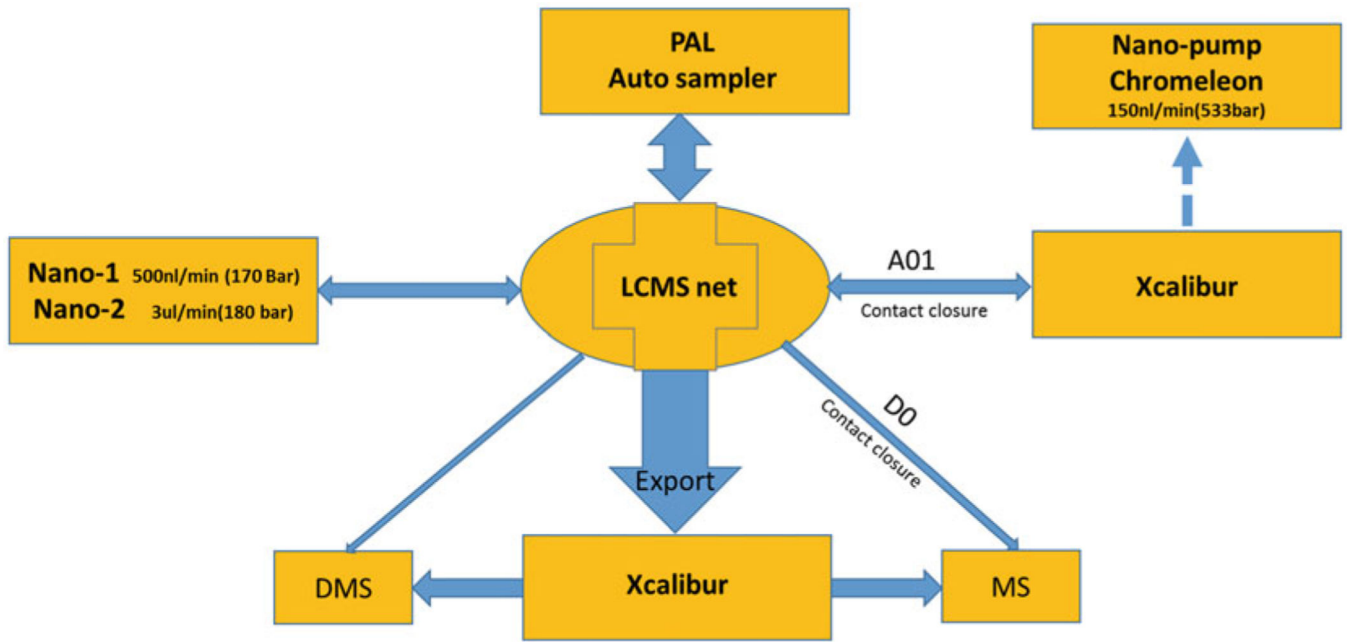 PAL
Auto sampler
Nano-pump
Chromeleon
150nl/min(533bar)
Nano-1 500nl/min (170 Bar)
Nano-2 3ul/min(180 bar)
LCMS net
A01
Contact closure
Xcalibur
D0
Contact closure
Export
DMS
Xcalibur
MS